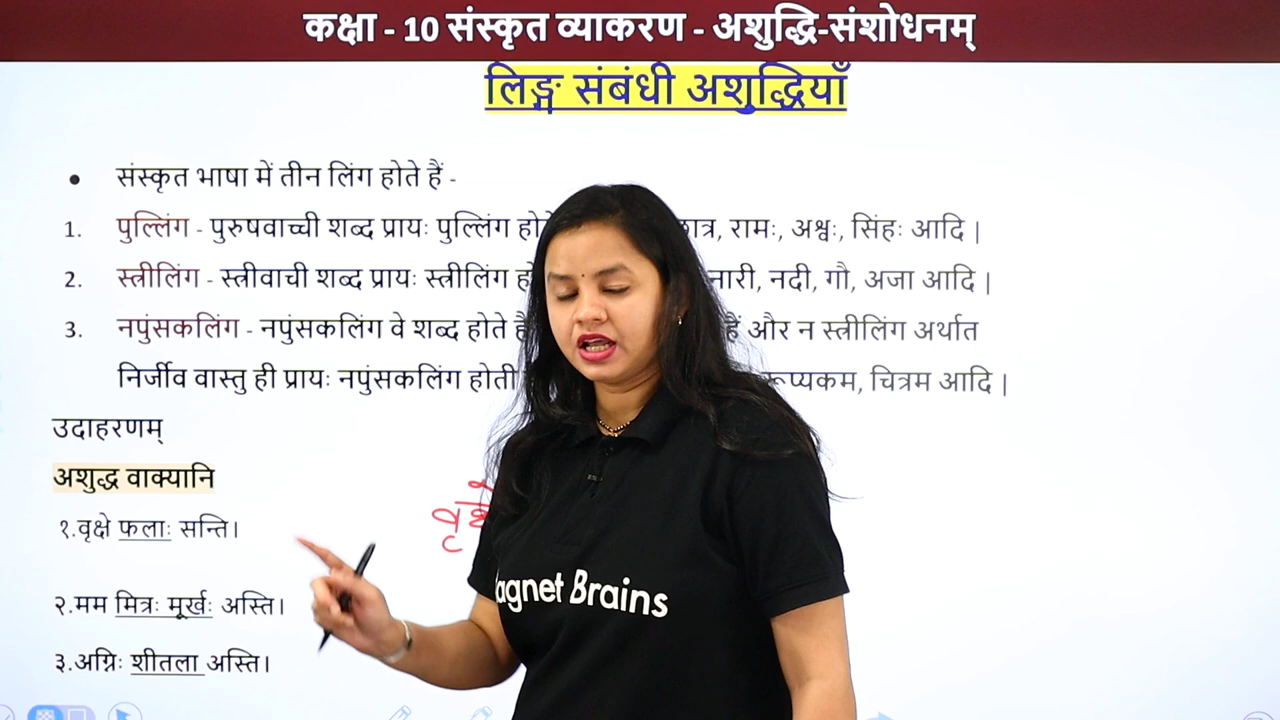 कक्षा - 10 संस्कृत व्याकरण - अशुद्धि-संशोधनम्
लिङ्ग संबंधी अशुद्धियाँ
• संस्कृत भाषा में तीन लिंग होते हैं -
1. पुल्लिंग - पुरुषवाच्ची शब्द प्रायः पुल्लिंग रामः, अश्वः, सिंहः आदि |
2. स्त्रीलिंग - स्त्रीवाची शब्द प्रायः स्त्रीलिंग नारी, नदी, गौ, अजा आदि |
3. नपुंसकलिंग - नपुंसकलिंग वे शब्द होते हैं और न स्त्रीलिंग अर्थात
निर्जीव वास्तु ही प्रायः नपुंसकलिंग होती चित्रम आदि |
उदाहरणम्
अशुद्ध वाक्यानि
१.वृक्षे फलाः सन्ति।
२.मम मित्रः मूर्खः अस्ति।
३.अग्निः शीतला अस्ति।
agnet Brains